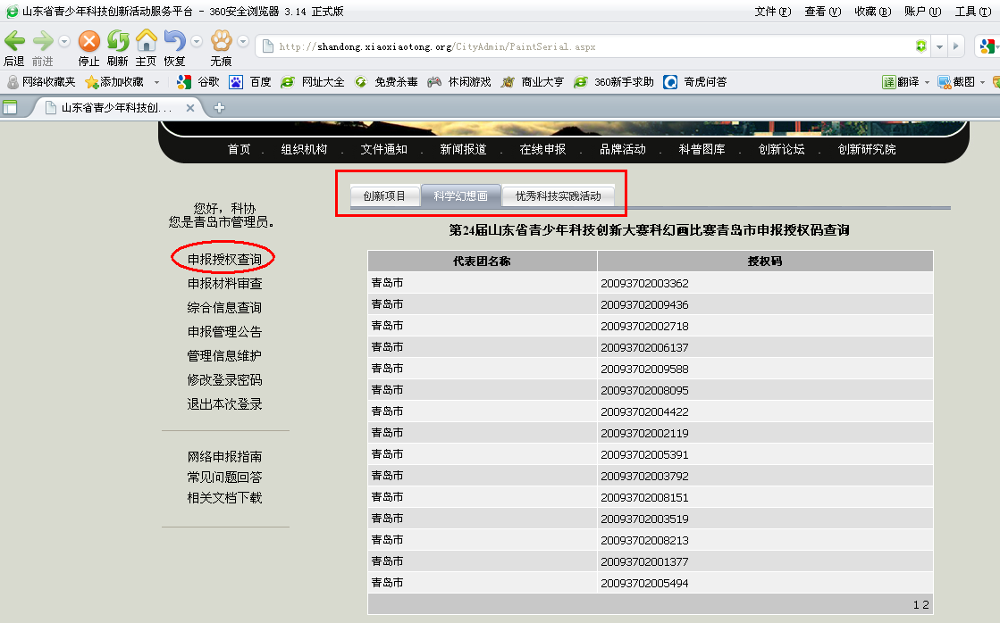 山东省青少年科技创新活动服务平台 - 360安全浏览器 3.14 正式版
文件(F) 查看(V) 收藏(B) 账户(U) 工具(T)
http://shandong.xiaoxiaotong.org/CityAdmin/PaintSerial.aspx
后退 前进 停止 刷新 主页 恢复 无痕
网络收藏夹 添加收藏 谷歌 百度 网址大全 免费杀毒 休闲游戏 商业大亨 360新手求助 奇虎问答 译 翻译 截图
山东省青少年科技创...
首页 . 组织机构 . 文件通知 . 新闻报道 . 在线申报 . 品牌活动 . 科普图库 . 创新论坛 . 创新研究院
您好，科协
您是青岛市管理员。
申报授权查询
申报材料审查
综合信息查询
申报管理公告
管理信息维护
修改登录密码
退出本次登录
网络申报指南
常见问题回答
相关文档下载
创新项目 科学幻想画 优秀科技实践活动
第24届山东省青少年科技创新大赛科幻画比赛青岛市申报授权码查询
代表团名称 授权码
青岛市 20093702003362
青岛市 20093702009436
青岛市 20093702002718
青岛市 20093702006137
青岛市 20093702009588
青岛市 20093702008095
青岛市 20093702004422
青岛市 20093702002119
青岛市 20093702005391
青岛市 20093702003792
青岛市 20093702008151
青岛市 20093702003519
青岛市 20093702008213
青岛市 20093702001377
青岛市 20093702005494
1 2